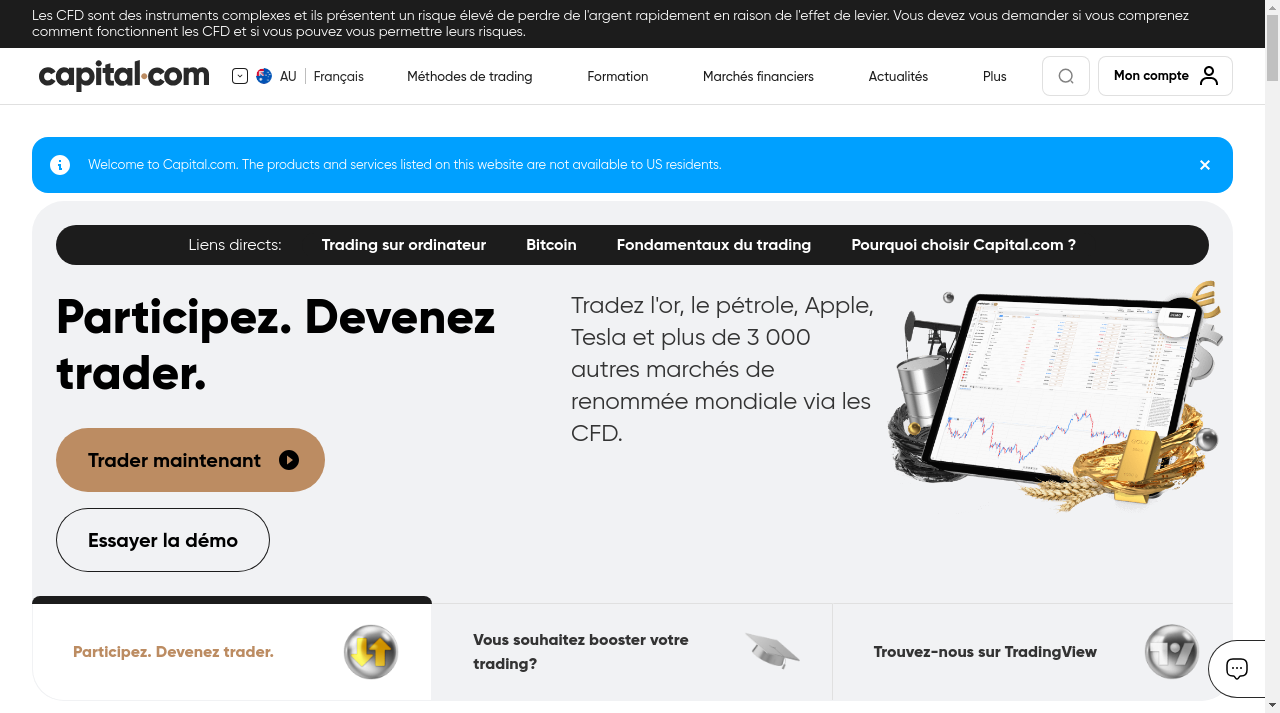 Les CFD sont des instruments complexes et ils présentent un risque élevé de perdre de l'argent rapidement en raison de l'effet de levier. Vous devez vous demander si vous comprenez
comment fonctionnent les CFD et si vous pouvez vous permettre leurs risques.
capital.com
AU
Français
Méthodes de trading
Formation
Marchés financiers
Actualités
Plus
Mon compte
Welcome to Capital.com. The products and services listed on this website are not available to US residents.
Liens directs:
Trading sur ordinateur
Bitcoin
Fondamentaux du trading
Pourquoi choisir Capital.com ?
Participez. Devenez
trader.
Tradez l'or, le pétrole, Apple,
Tesla et plus de 3 000
autres marchés de
renommée mondiale via les
CFD.
Trader maintenant
Essayer la démo
Participez. Devenez trader.
Vous souhaitez booster votre
trading?
Trouvez-nous sur TradingView